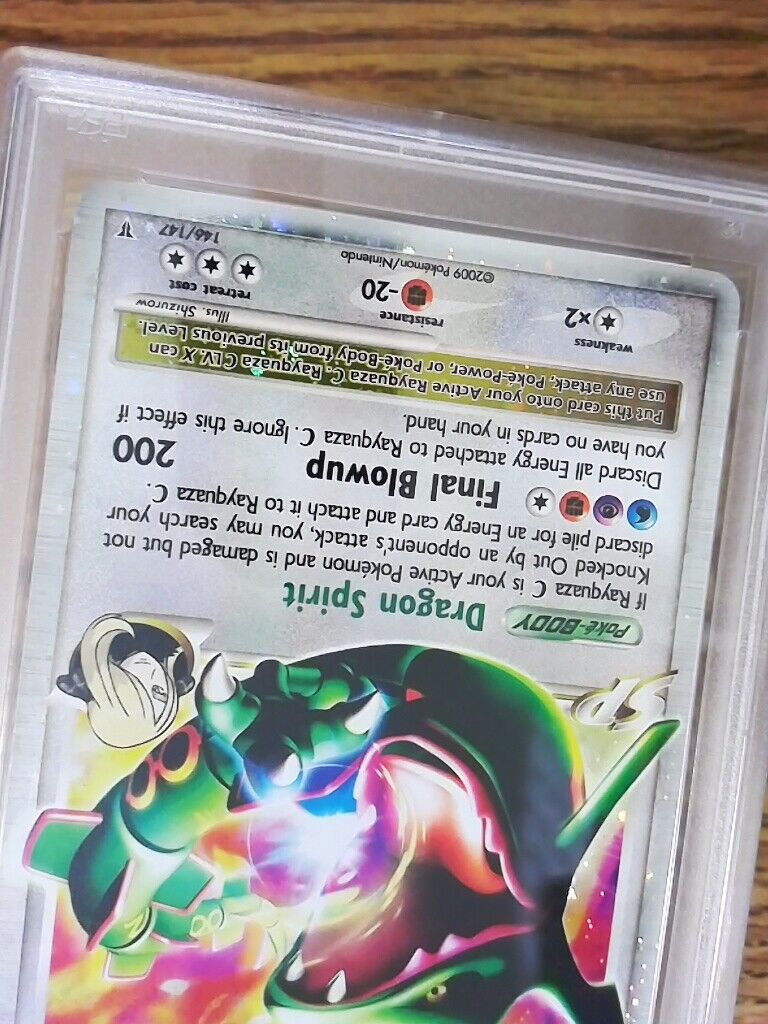 SP
Poké-BODY Dragon Spirit
If Rayquaza C is your Active Pokémon and is damaged but not
Knocked Out by an opponent's attack, you may search your
discard pile for an Energy card and attach it to Rayquaza C.
Final Blowup 200
Discard all Energy attached to Rayquaza C. Ignore this effect if
you have no cards in your hand.
Put this card onto your Active Rayquaza C. Rayquaza C LV. X can
use any attack, Poké-Power, or Poké-Body from its previous Level.
Illus. Shizurow
weakness resistance retreat cost
×2 -20
©2009 Pokémon/Nintendo 146/147